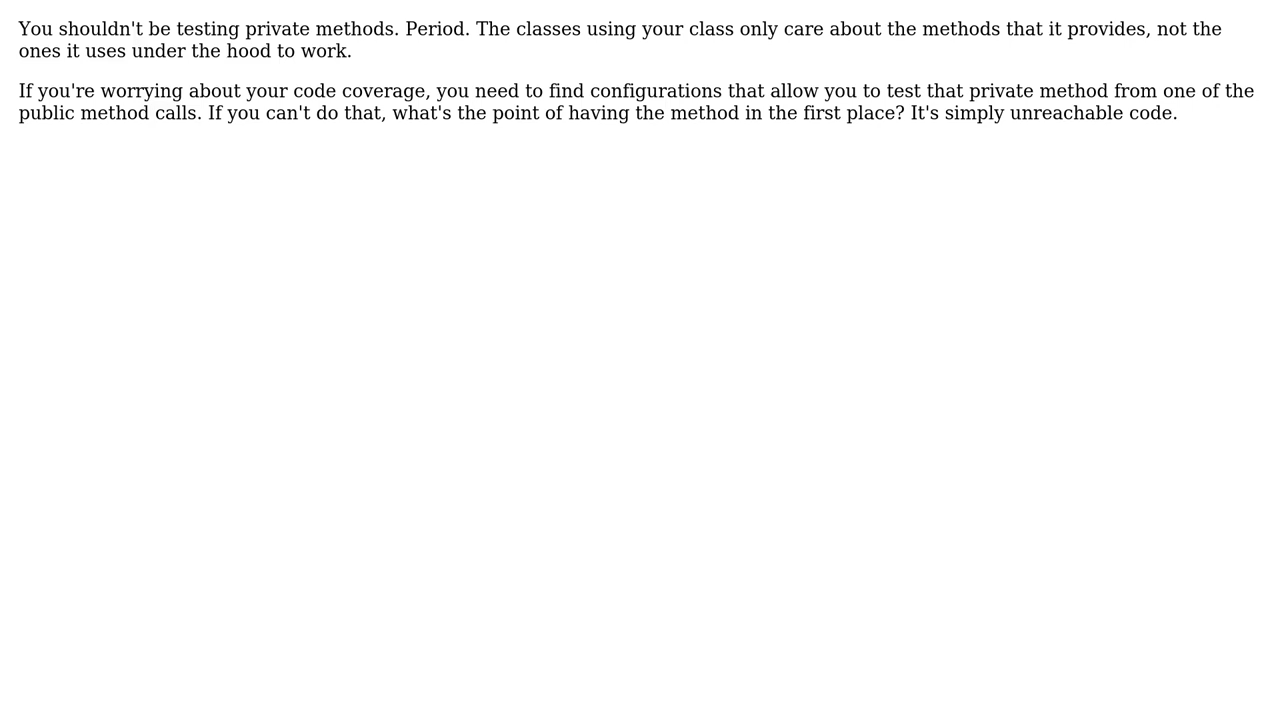 You shouldn't be testing private methods. Period. The classes using your class only care about the methods that it provides, not the
ones it uses under the hood to work.
If you're worrying about your code coverage, you need to find configurations that allow you to test that private method from one of the
public method calls. If you can't do that, what's the point of having the method in the first place? It's simply unreachable code.